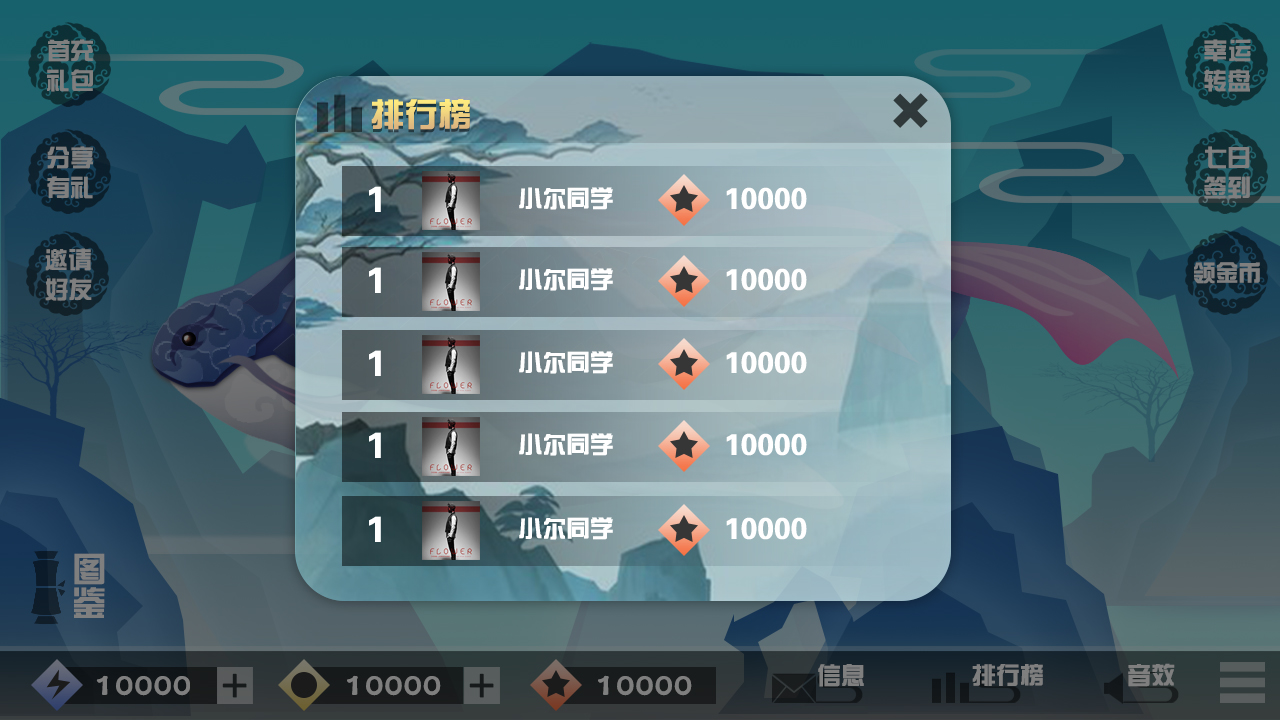 首充
礼包
幸运
转盘
排行榜
分享
有礼
七日
签到
1 FLOWER 小尔同学 10000
邀请
好友
领金币
1 FLOWER 小尔同学 10000
1 FLOWER 小尔同学 10000
1 FLOWER 小尔同学 10000
1 FLOWER 小尔同学 10000
图鉴
10000
10000
10000
信息
排行榜
音效